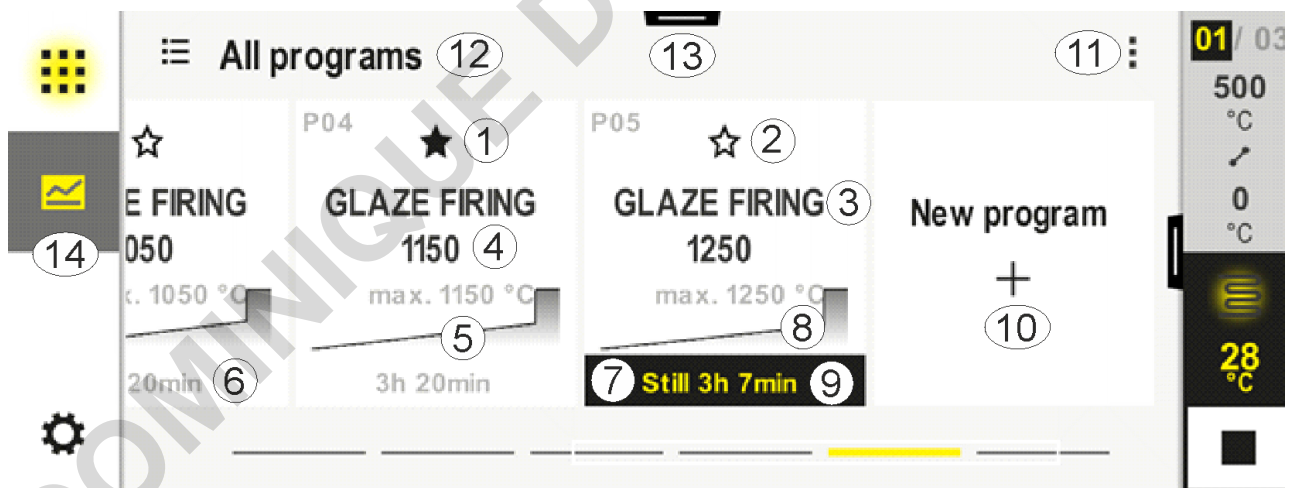 All programs 12
13
11
01/ 03
500
°C
0
°C
28
°C
14
E FIRING
050
. 1050 °C
20min 6
P04
1
GLAZE FIRING
1150 4
max. 1150 °C
5
3h 20min
P05
2
GLAZE FIRING 3
1250
max. 1250 °C
8
7 Still 3h 7min 9
New program
+
10
OMINIQUE D